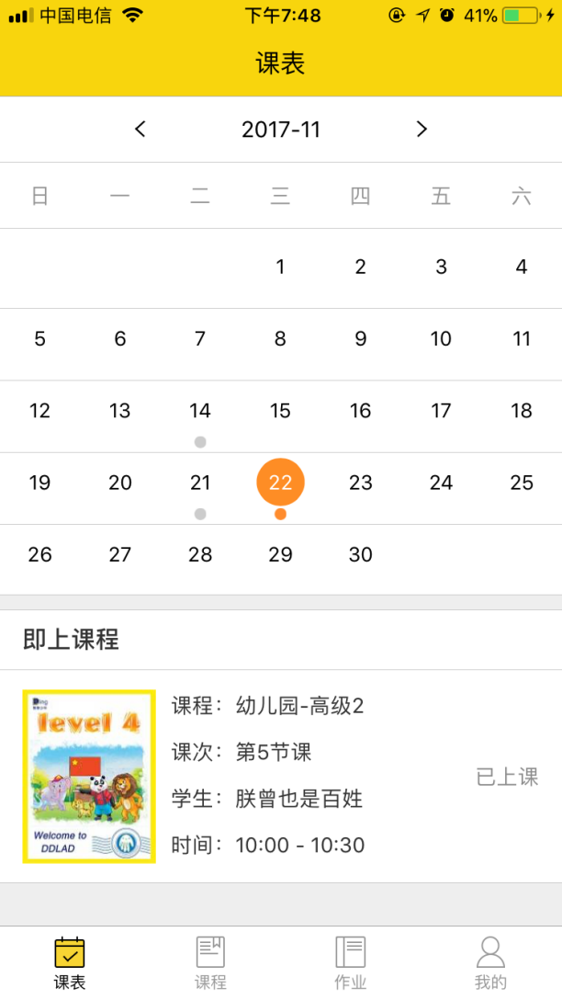 中国电信 下午7:48 41%
课表
2017-11
日 一 二 三 四 五 六
1 2 3 4
5 6 7 8 9 10 11
12 13 14 15 16 17 18
19 20 21 22 23 24 25
26 27 28 29 30
即上课程
Ding
level 4
Welcome to
DDLAD
课程：幼儿园-高级2
课次：第5节课
已上课
学生：朕曾也是百姓
时间：10:00 - 10:30
课表 课程 作业 我的